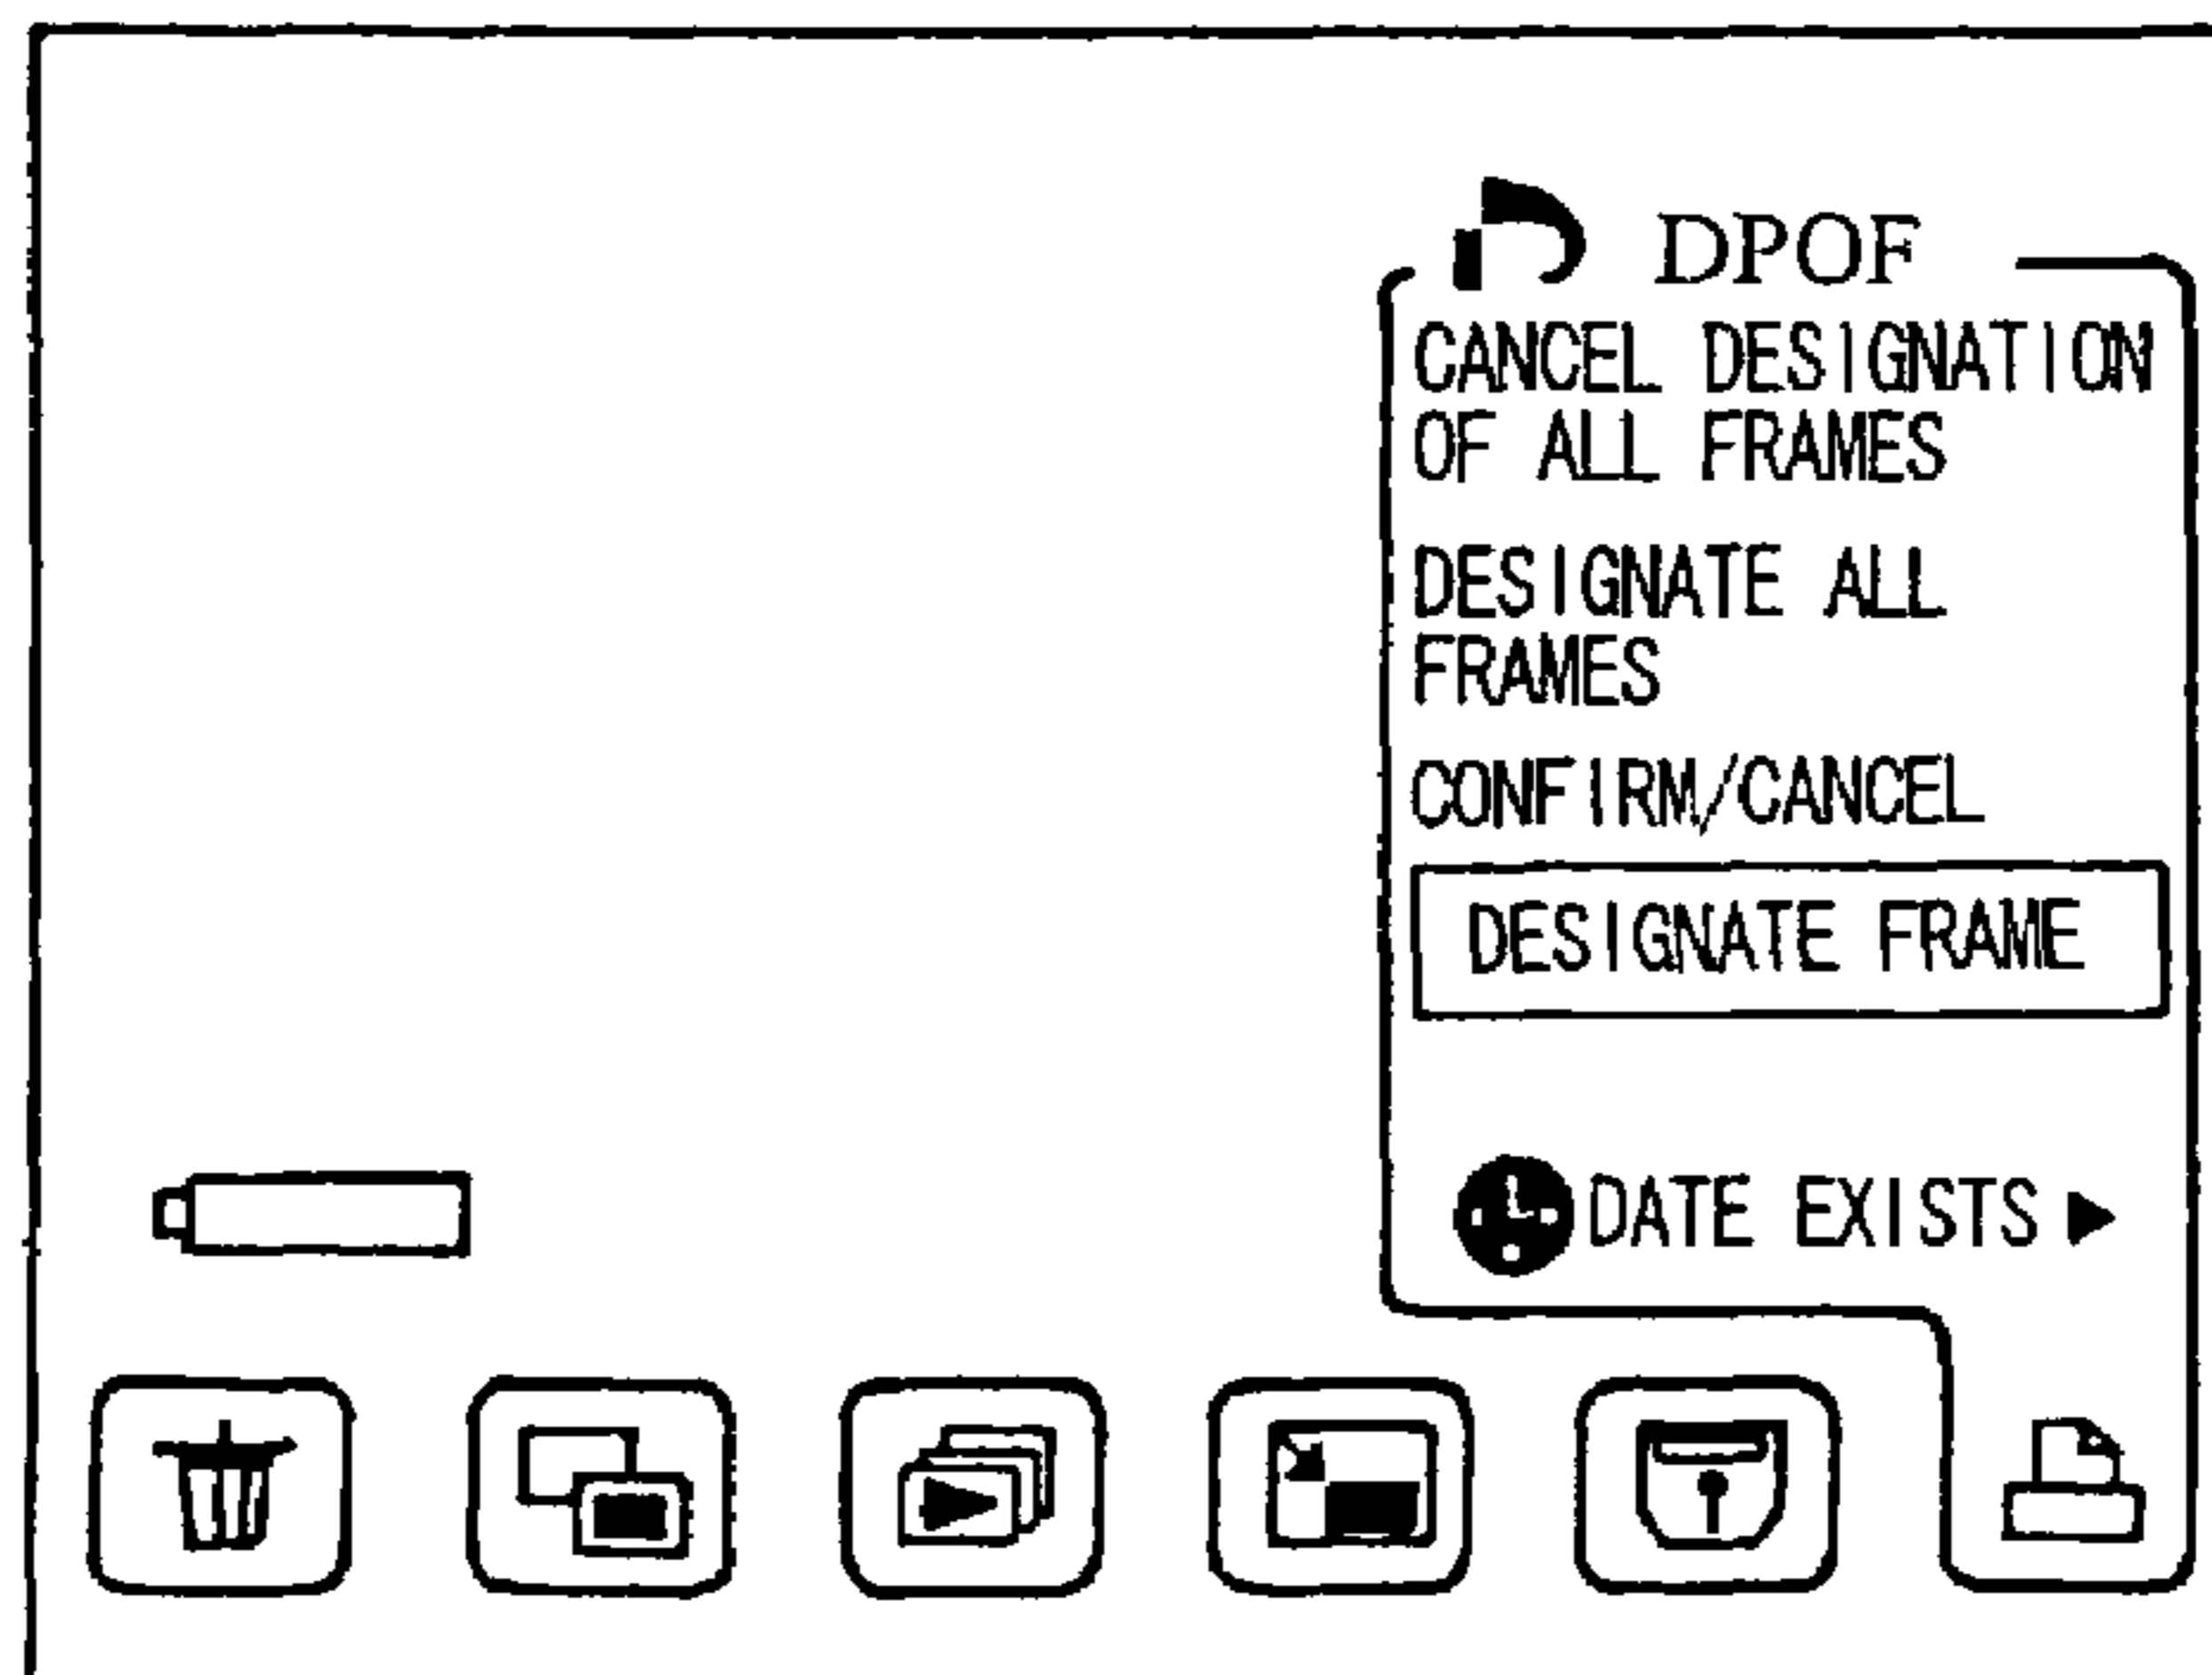 DPOF
CANCEL DESIGNATION
OF ALL FRAMES
DESIGNATE ALL
FRAMES
CONFIRM/CANCEL
DESIGNATE FRAME
DATE EXISTS